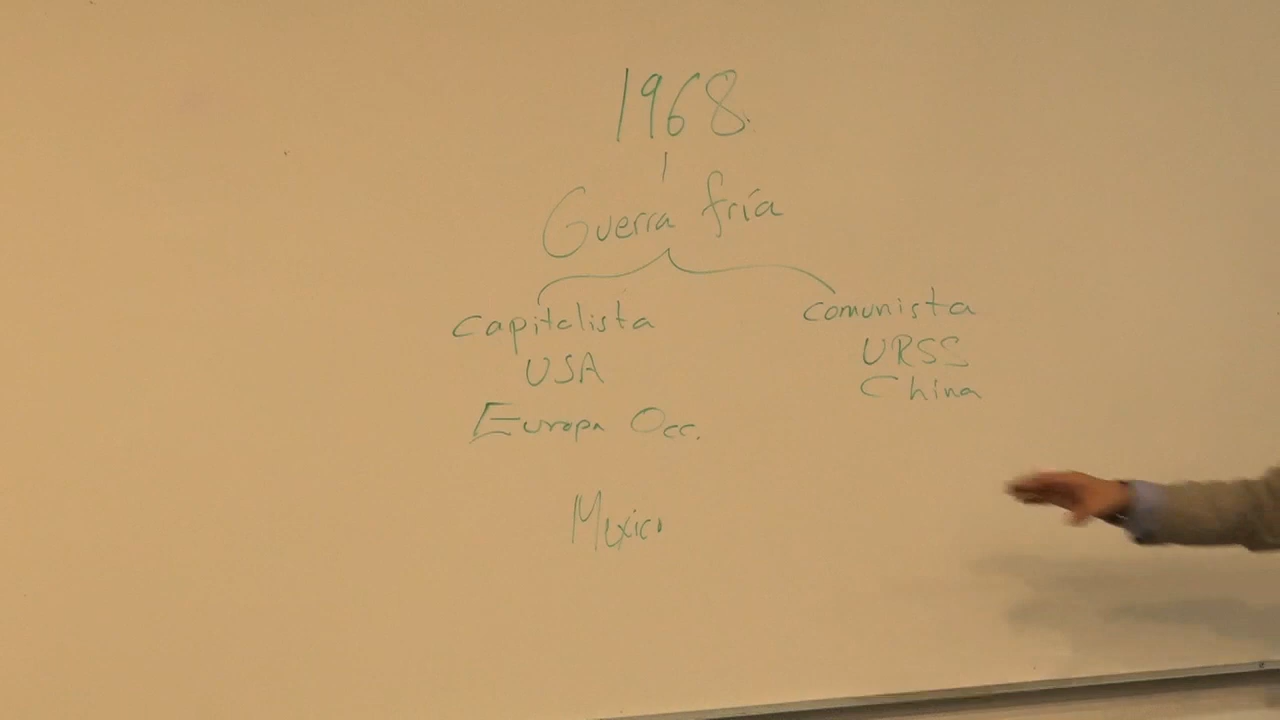 1968
Guerra fría
Capitalista
comunista
USA
URSS
China
Europa Occ.
Mexico